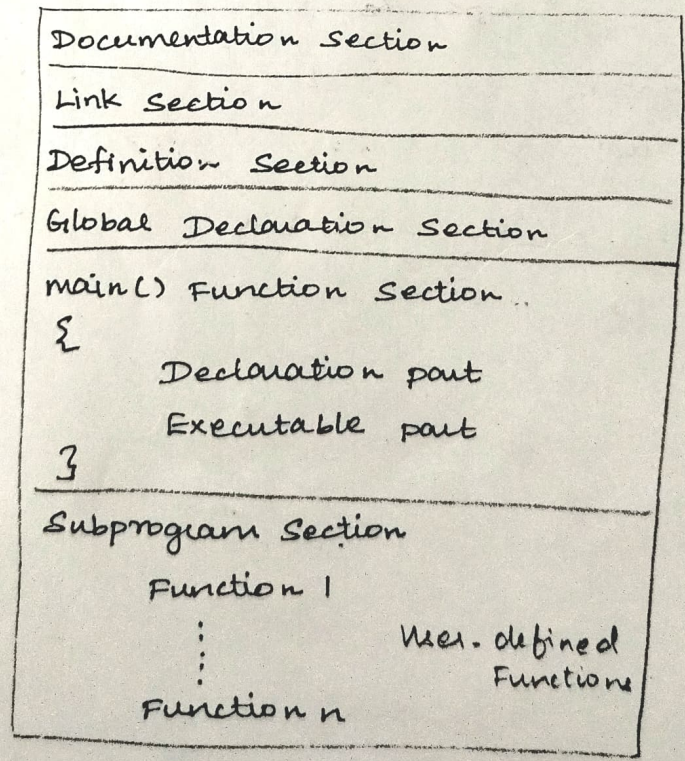 Documentation Section
Link Section
Definition Section
Global Declaration Section
main() Function Section
{
Declaration part
Executable part
}
Subprogram Section
Function 1
User-defined
Functions
Function n